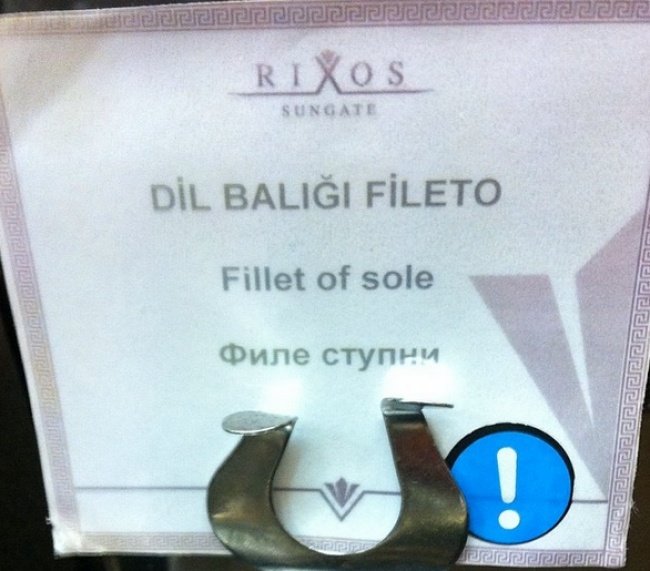 RIXOS
SUNGATE
DİL BALIĞI FİLETO
Fillet of sole
Филе ступни
!